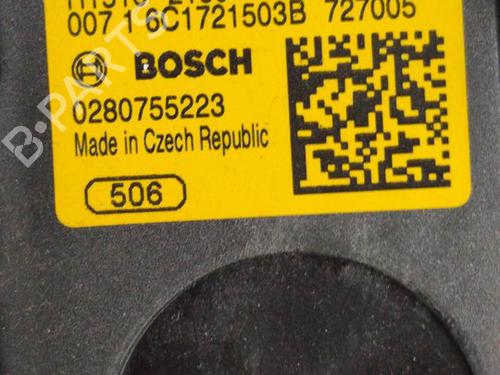 007 1 6C1721503B 727005
BOSCH
0280755223
Made in Czech Republic
506
B-PARTS